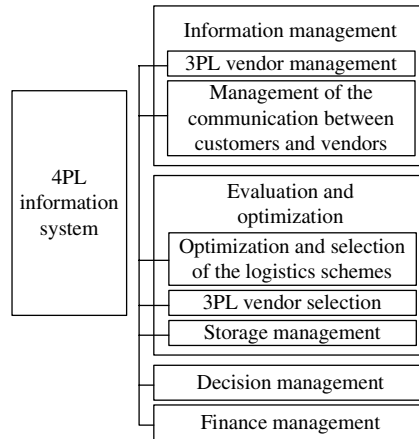 4PL
information
system
Information management
3PL vendor management
Management of the
communication between
customers and vendors
Evaluation and
optimization
Optimization and selection
of the logistics schemes
3PL vendor selection
Storage management
Decision management
Finance management